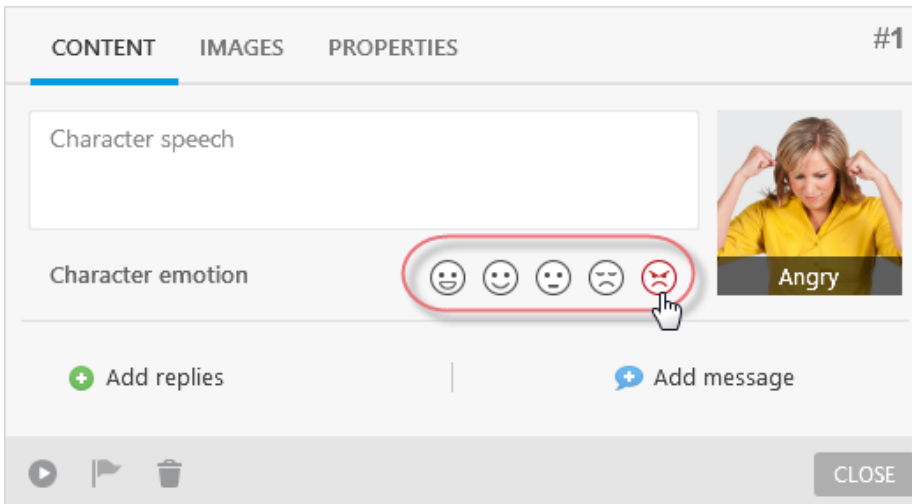 CONTENT IMAGES PROPERTIES #1
Character speech
Character emotion
Angry
Add replies Add message
CLOSE